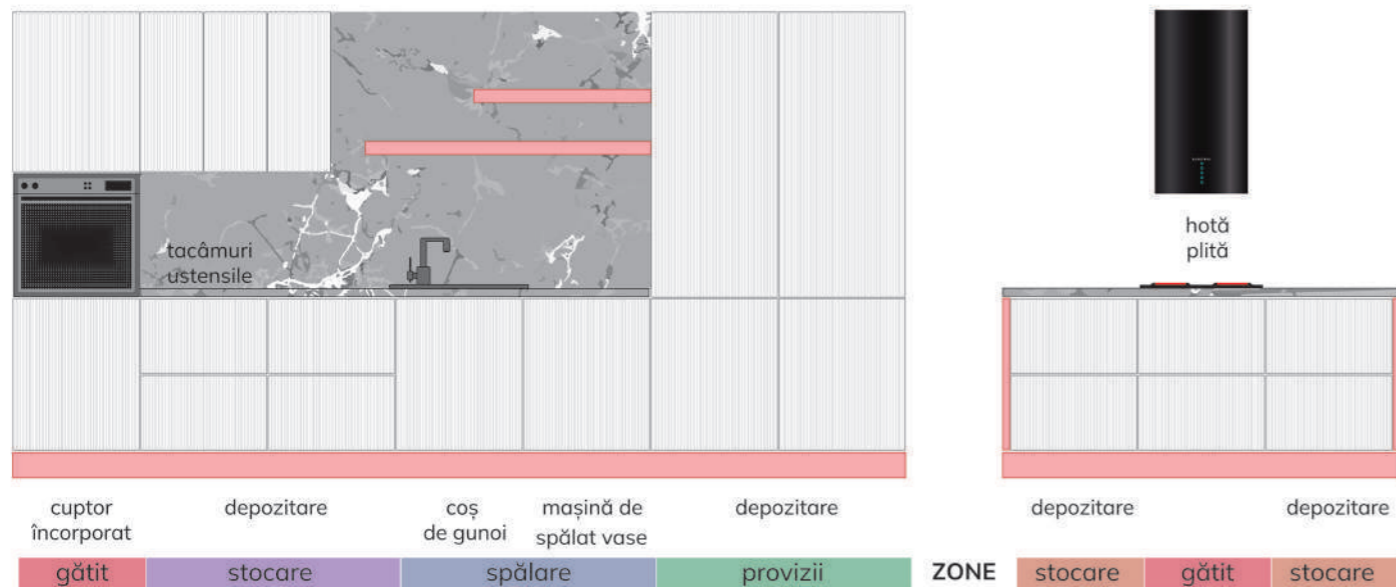 tacâmuri
ustensile
hotă
plită
cuptor
încorporat
depozitare
coș
de gunoi
mașină de
spălat vase
depozitare
depozitare
depozitare
gătit
stocare
spălare
provizii
ZONE
stocare
gătit
stocare